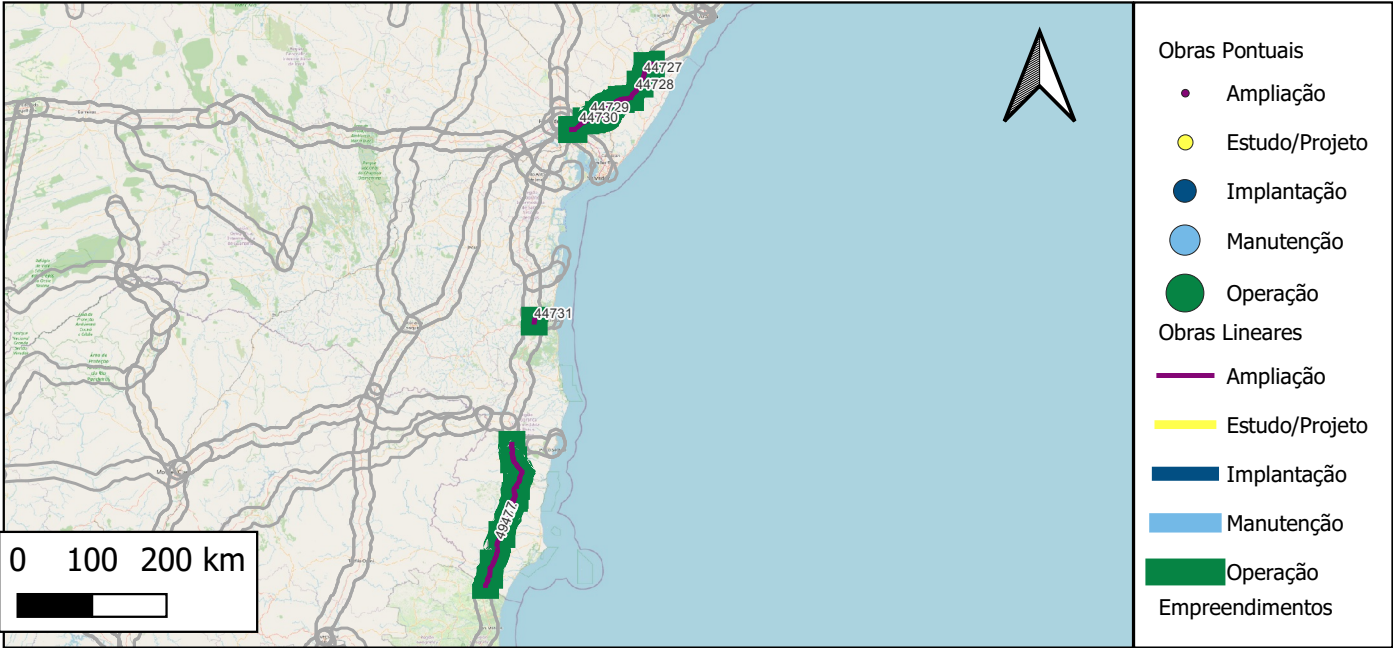 44727
44728
44729
44730
44731
49477
0 100 200 km
Obras Pontuais
Ampliação
Estudo/Projeto
Implantação
Manutenção
Operação
Obras Lineares
Ampliação
Estudo/Projeto
Implantação
Manutenção
Operação
Empreendimentos